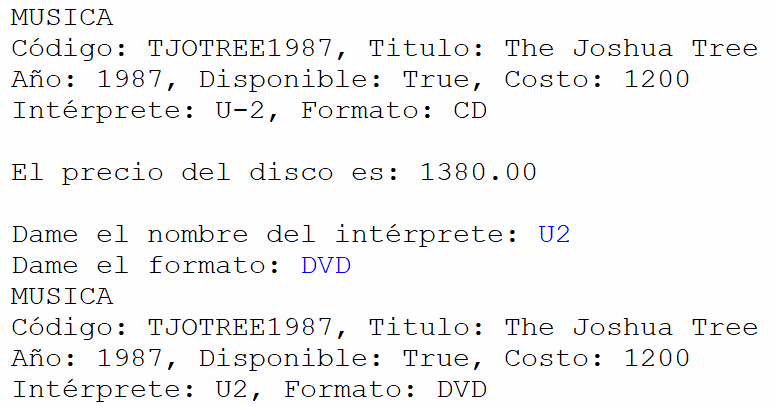 MUSICA
Código: TJOTREE1987, Titulo: The Joshua Tree
Año: 1987, Disponible: True, Costo: 1200
Intérprete: U-2, Formato: CD
El precio del disco es: 1380.00
Dame el nombre del intérprete: U2
Dame el formato: DVD
MUSICA
Código: TJOTREE1987, Titulo: The Joshua Tree
Año: 1987, Disponible: True, Costo: 1200
Intérprete: U2, Formato: DVD